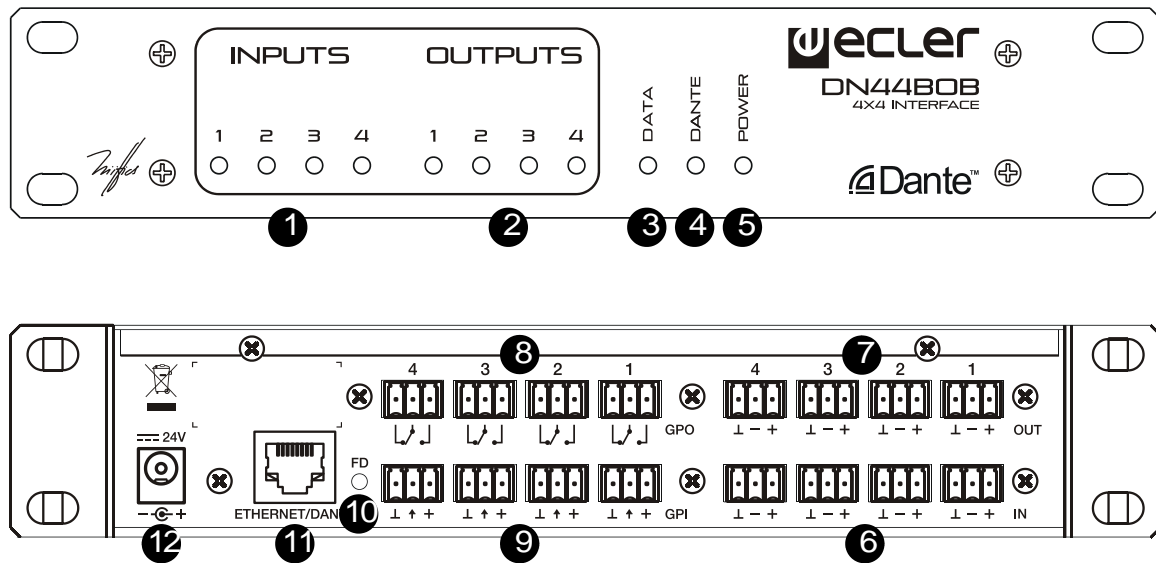 INPUTS OUTPUTS
1 2 3 4 1 2 3 4
DATA
DANTE
POWER
ecler
DN44BOB
4X4 INTERFACE
Dante™
1 2 3 4 5
8 7
4 3 2 1 4 3 2 1
GPO
⊥ − + ⊥ − + ⊥ − + ⊥ − + OUT
24V
FD
ETHERNET/DAN
⊥ ↑ + ⊥ ↑ + ⊥ ↑ + ⊥ ↑ + GPI
⊥ − + ⊥ − + ⊥ − + ⊥ − + IN
− +
12 11 10 9 6